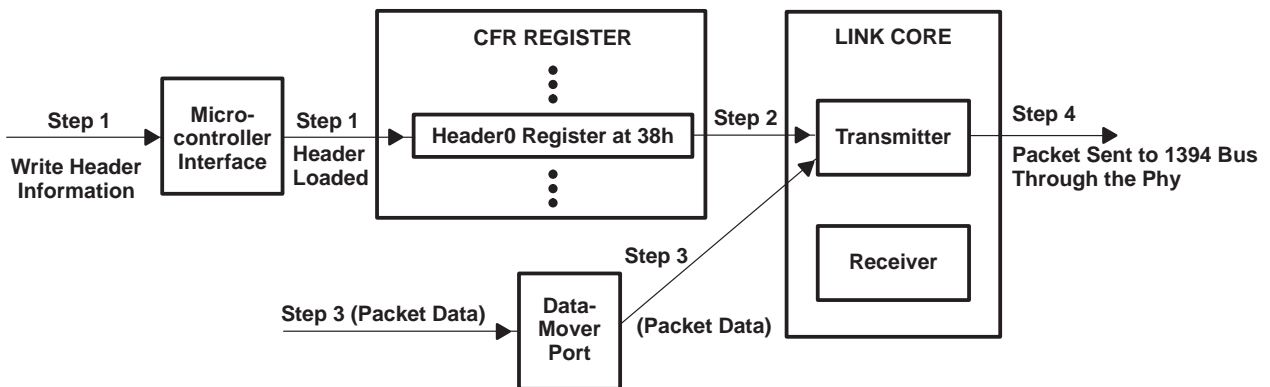 CFR REGISTER
LINK CORE
Step 1
Micro-
controller
Interface
Step 1
Header0 Register at 38h
Step 2
Transmitter
Step 4
Write Header
Information
Header
Loaded
Packet Sent to 1394 Bus
Through the Phy
Step 3
Receiver
Step 3 (Packet Data)
Data-
Mover
Port
(Packet Data)